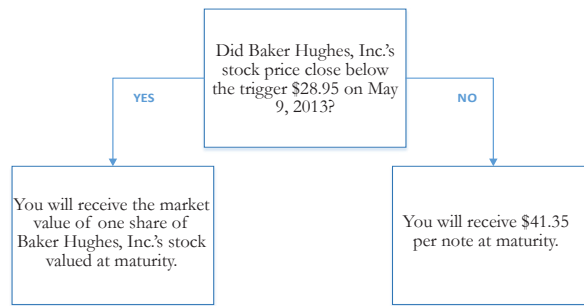 Did Baker Hughes, Inc.'s
stock price close below
the trigger $28.95 on May
9, 2013?
YES
NO
You will receive the market
value of one share of
Baker Hughes, Inc.'s stock
valued at maturity.
You will receive $41.35
per note at maturity.